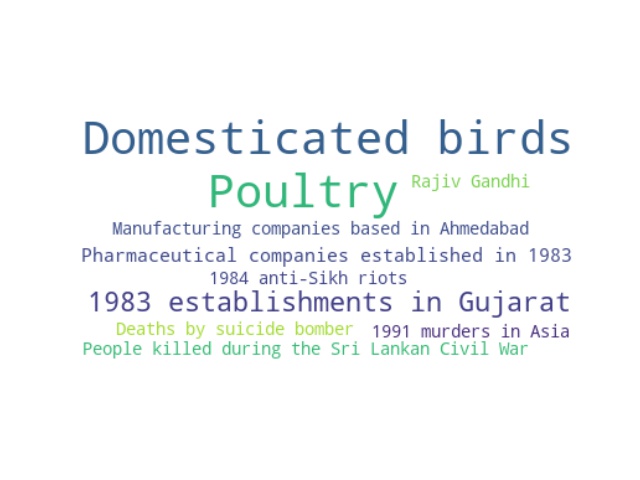 Domesticated birds
Poultry Rajiv Gandhi
Manufacturing companies based in Ahmedabad
Pharmaceutical companies established in 1983
1984 anti-Sikh riots
1983 establishments in Gujarat
Deaths by suicide bomber 1991 murders in Asia
People killed during the Sri Lankan Civil War